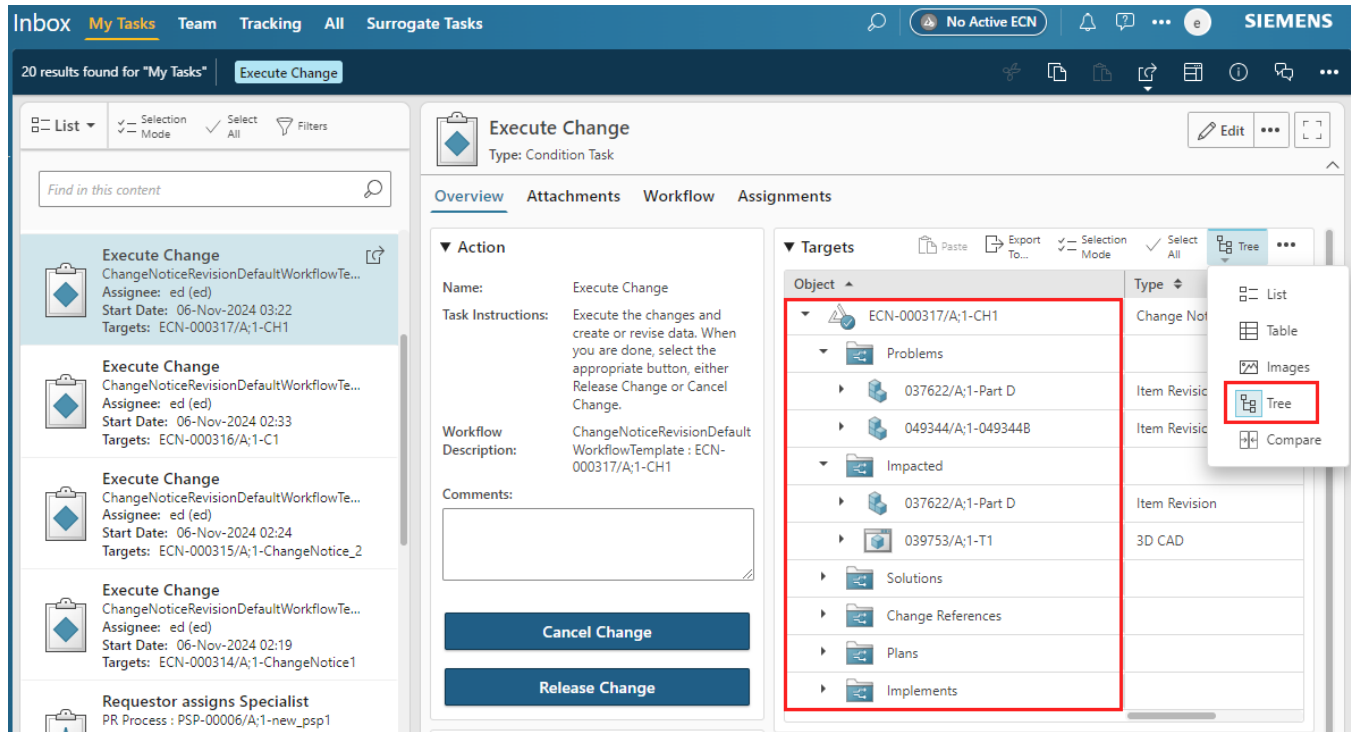 Inbox My Tasks Team Tracking All Surrogate Tasks No Active ECN e SIEMENS
20 results found for "My Tasks" Execute Change
List Selection Mode Select All Filters
Find in this content
Execute Change
ChangeNoticeRevisionDefaultWorkflowTe...
Assignee: ed (ed)
Start Date: 06-Nov-2024 03:22
Targets: ECN-000317/A;1-CH1
Execute Change
ChangeNoticeRevisionDefaultWorkflowTe...
Assignee: ed (ed)
Start Date: 06-Nov-2024 02:33
Targets: ECN-000316/A;1-C1
Execute Change
ChangeNoticeRevisionDefaultWorkflowTe...
Assignee: ed (ed)
Start Date: 06-Nov-2024 02:24
Targets: ECN-000315/A;1-ChangeNotice_2
Execute Change
ChangeNoticeRevisionDefaultWorkflowTe...
Assignee: ed (ed)
Start Date: 06-Nov-2024 02:19
Targets: ECN-000314/A;1-ChangeNotice1
Requestor assigns Specialist
PR Process : PSP-00006/A;1-new_psp1
Execute Change
Type: Condition Task
Edit
Overview Attachments Workflow Assignments
Action
Name: Execute Change
Task Instructions: Execute the changes and
create or revise data. When
you are done, select the
appropriate button, either
Release Change or Cancel
Change.
Workflow Description: ChangeNoticeRevisionDefault
WorkflowTemplate : ECN-
000317/A;1-CH1
Comments:
Cancel Change
Release Change
Targets Paste Export To... Selection Mode Select All Tree
Object Type
ECN-000317/A;1-CH1 Change Not
Problems
037622/A;1-Part D Item Revisic
049344/A;1-049344B Item Revisic
Impacted
037622/A;1-Part D Item Revision
039753/A;1-T1 3D CAD
Solutions
Change References
Plans
Implements
List
Table
Images
Tree
Compare